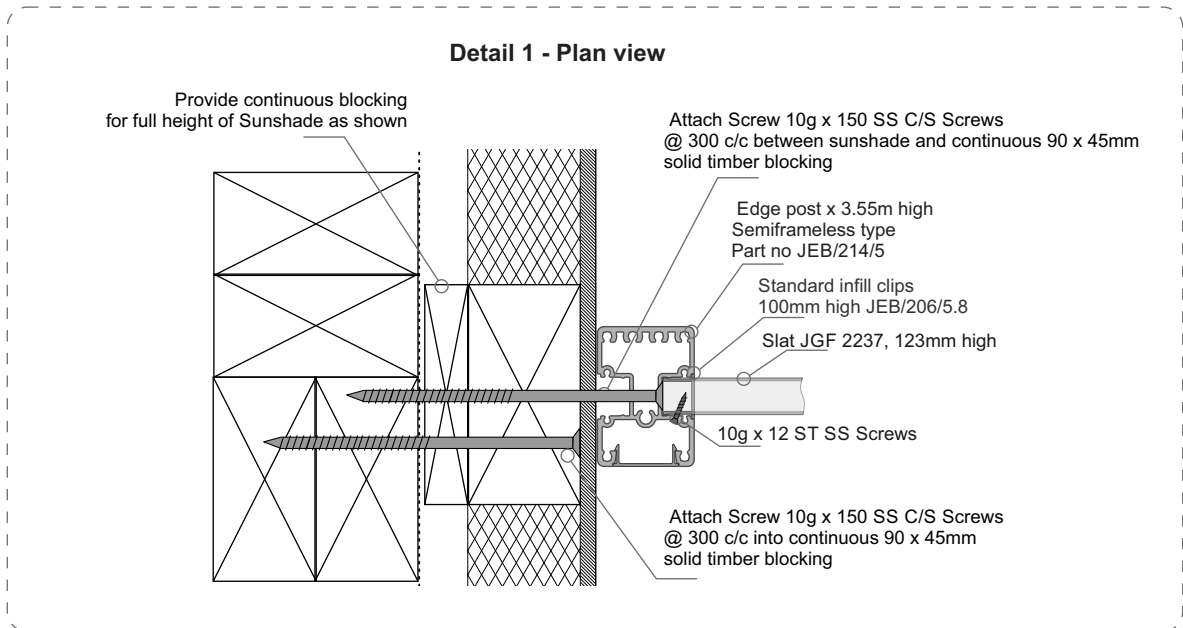 Detail 1 - Plan view
Provide continuous blocking
for full height of Sunshade as shown
Attach Screw 10g x 150 SS C/S Screws
@ 300 c/c between sunshade and continuous 90 x 45mm
solid timber blocking
Edge post x 3.55m high
Semiframeless type
Part no JEB/214/5
Standard infill clips
100mm high JEB/206/5.8
Slat JGF 2237, 123mm high
10g x 12 ST SS Screws
Attach Screw 10g x 150 SS C/S Screws
@ 300 c/c into continuous 90 x 45mm
solid timber blocking